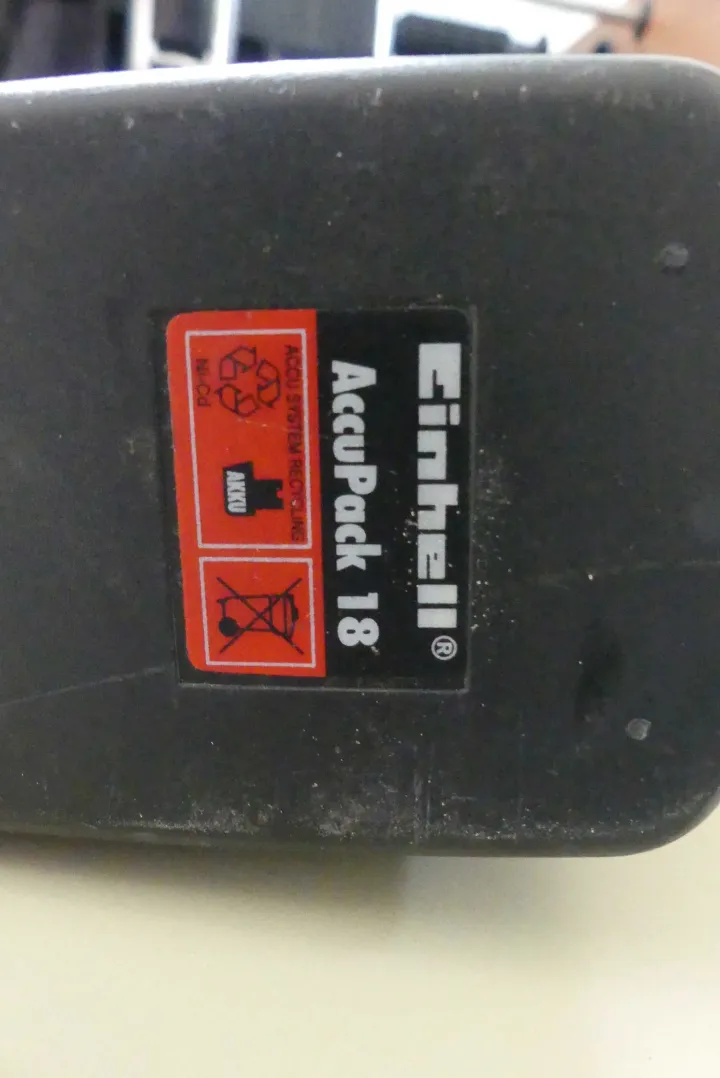 Einhell®
AccuPack 18
ACCU SYSTEM RECYCLING
AKKU
Ni-Cd